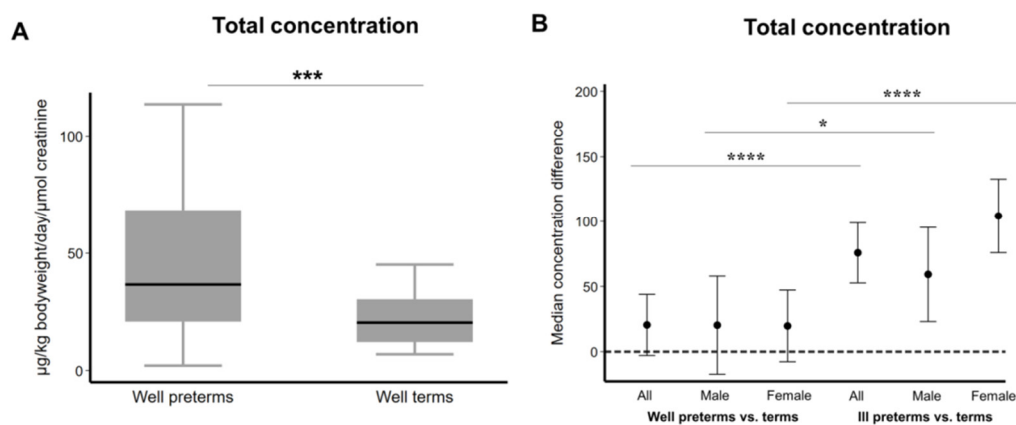 A
Total concentration
***
µg/kg bodyweight/day/µmol creatinine
100
50
0
Well preterms
Well terms
B
Total concentration
Median concentration difference
200
150
100
50
0
****
*
****
All
Male
Female
All
Male
Female
Well preterms vs. terms
Ill preterms vs. terms